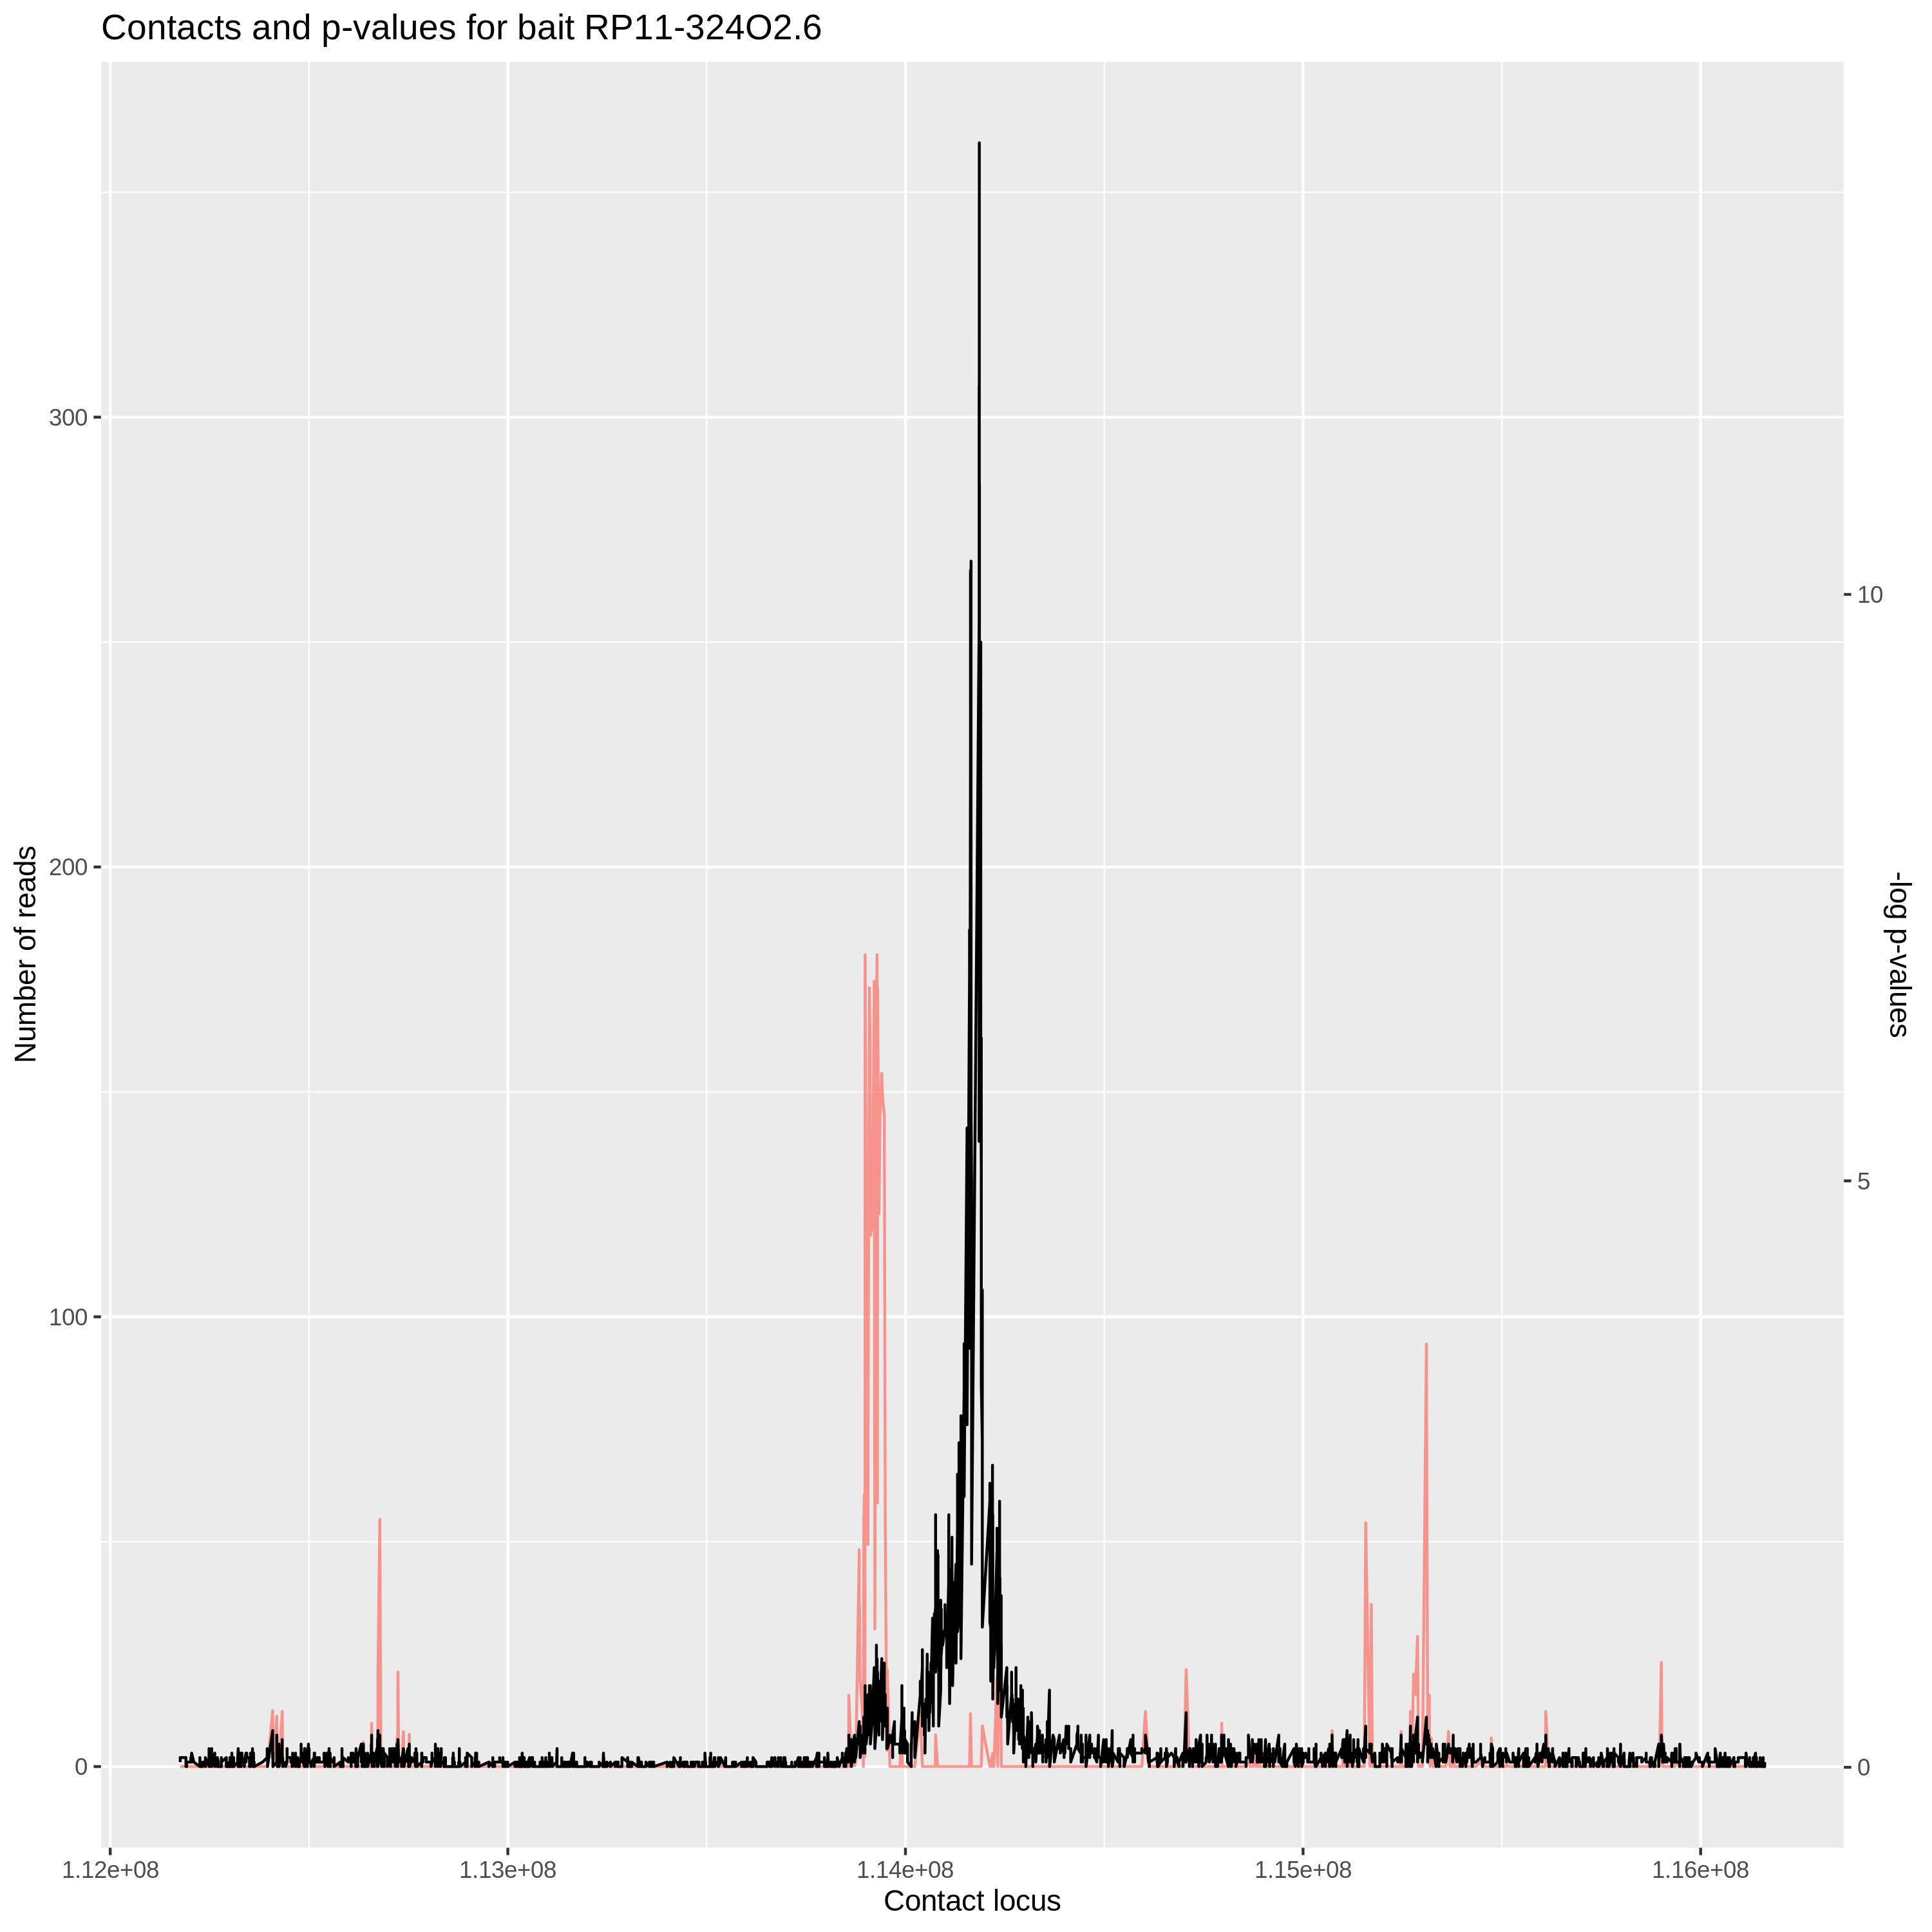 Contacts and p-values for bait RP11-324O2.6
300
200
100
0
Number of reads
10
5
0
-log p-values
1.12e+08
1.13e+08
1.14e+08
1.15e+08
1.16e+08
Contact locus